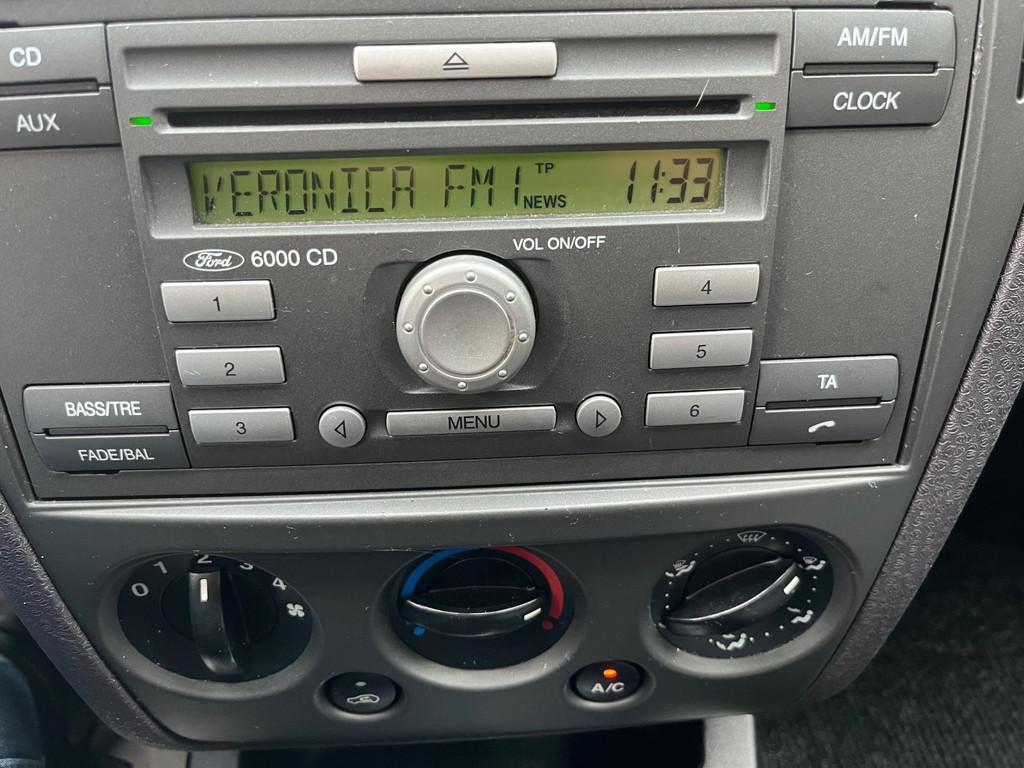 CD
AUX
AM/FM
CLOCK
VERONICA FM1 TP NEWS 11:33
Ford 6000 CD
VOL ON/OFF
1
2
3
4
5
6
BASS/TRE
FADE/BAL
MENU
TA
0 1 2 3 4
A/C